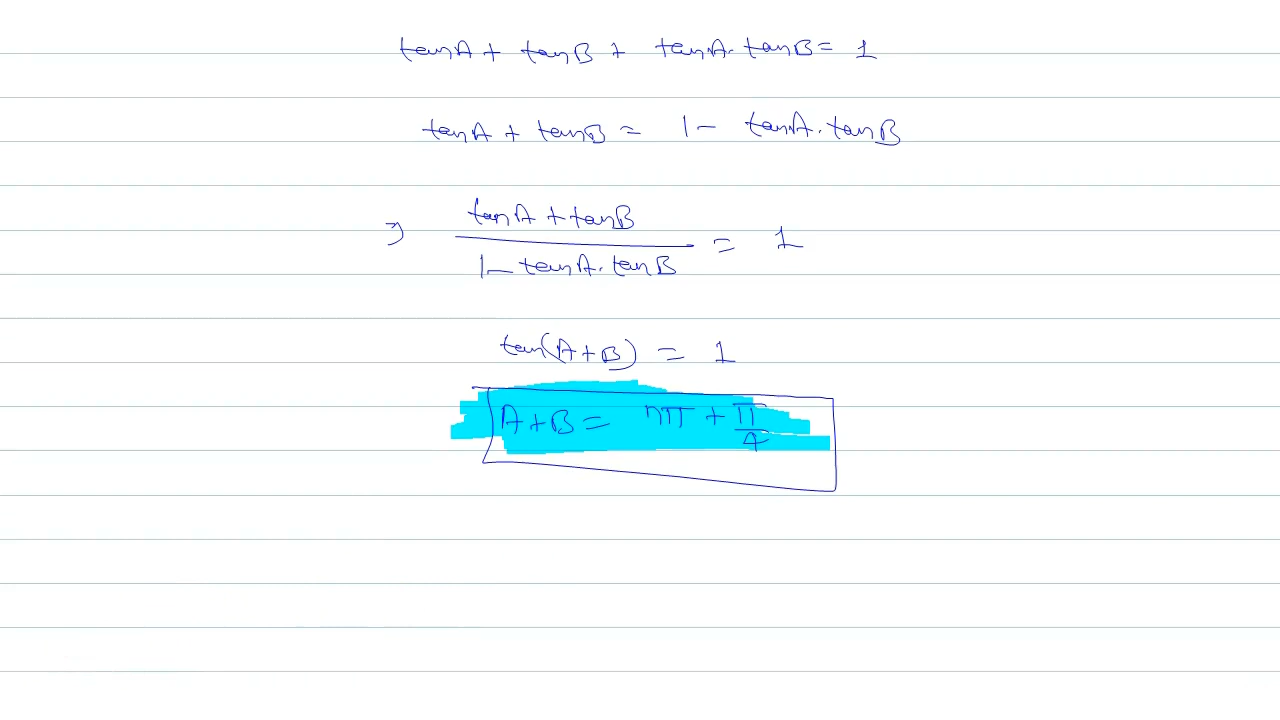 tanA + tanB + tanA. tanB = 1
tanA + tanB = 1 - tanA. tanB
⇒ tanA + tanB / 1 - tanA. tanB = 1
tan(A+B) = 1
A+B = nπ + π/4